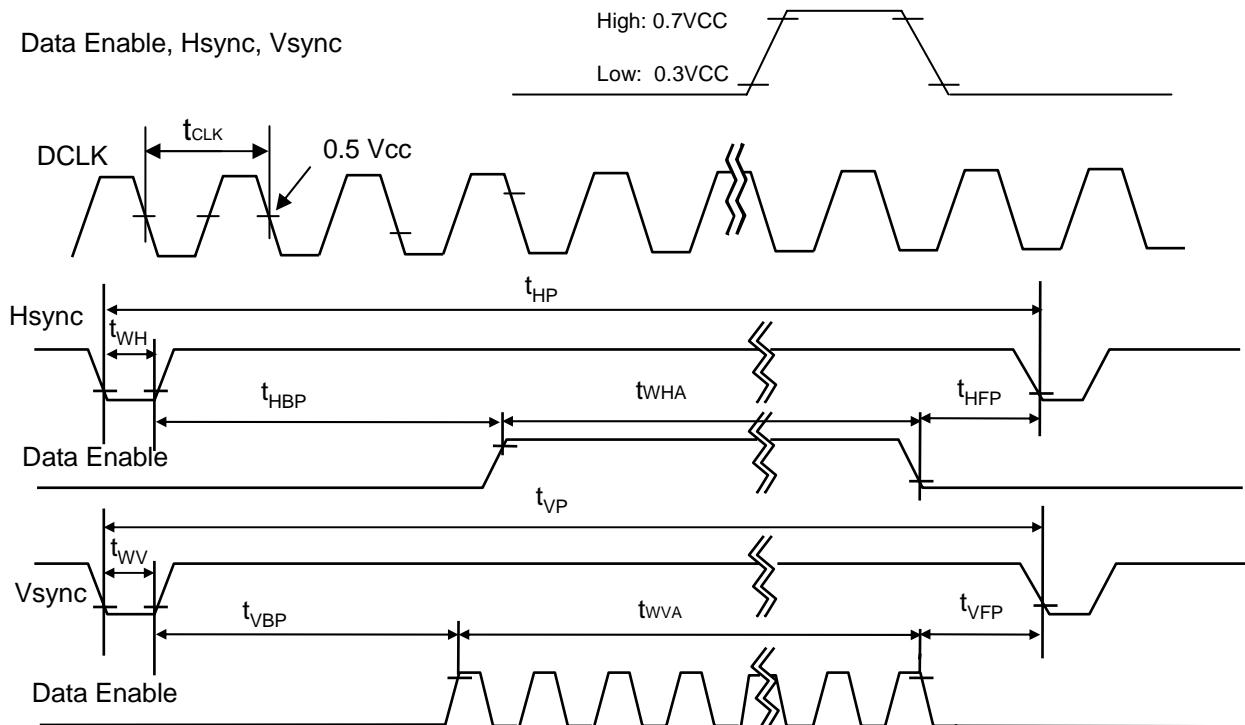 High: 0.7VCC
Data Enable, Hsync, Vsync
Low: 0.3VCC
tCLK
DCLK
0.5 Vcc
tHP
Hsync
tWH
tHBP
tWHA
tHFP
Data Enable
tVP
tWV
Vsync
tVBP
tWVA
tVFP
Data Enable